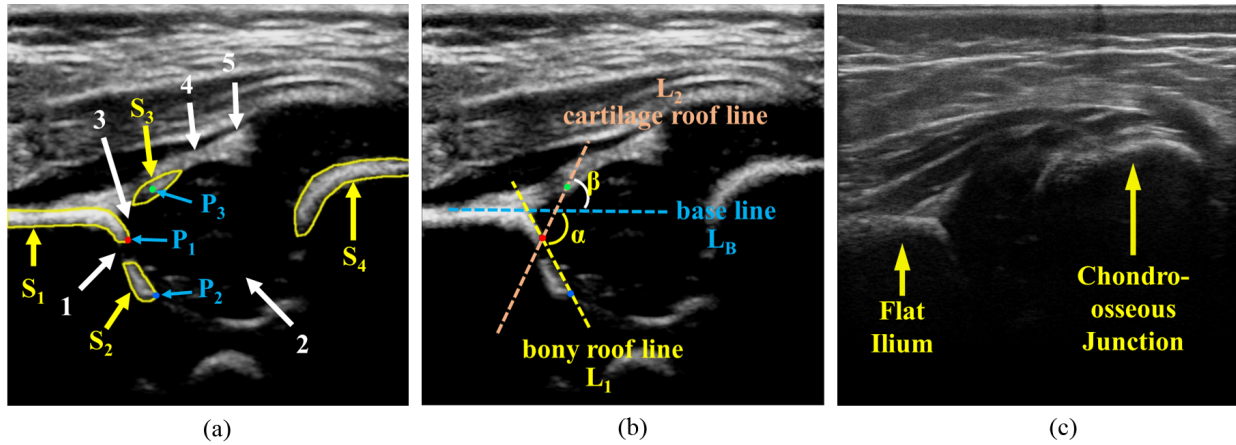 5
4
S3
3
P3
P1
S1
1
S2
P2
2
S4
L2
cartilage roof line
β
base line
LB
α
bony roof line
L1
Flat
Ilium
Chondro-
osseous
Junction
(a)
(b)
(c)